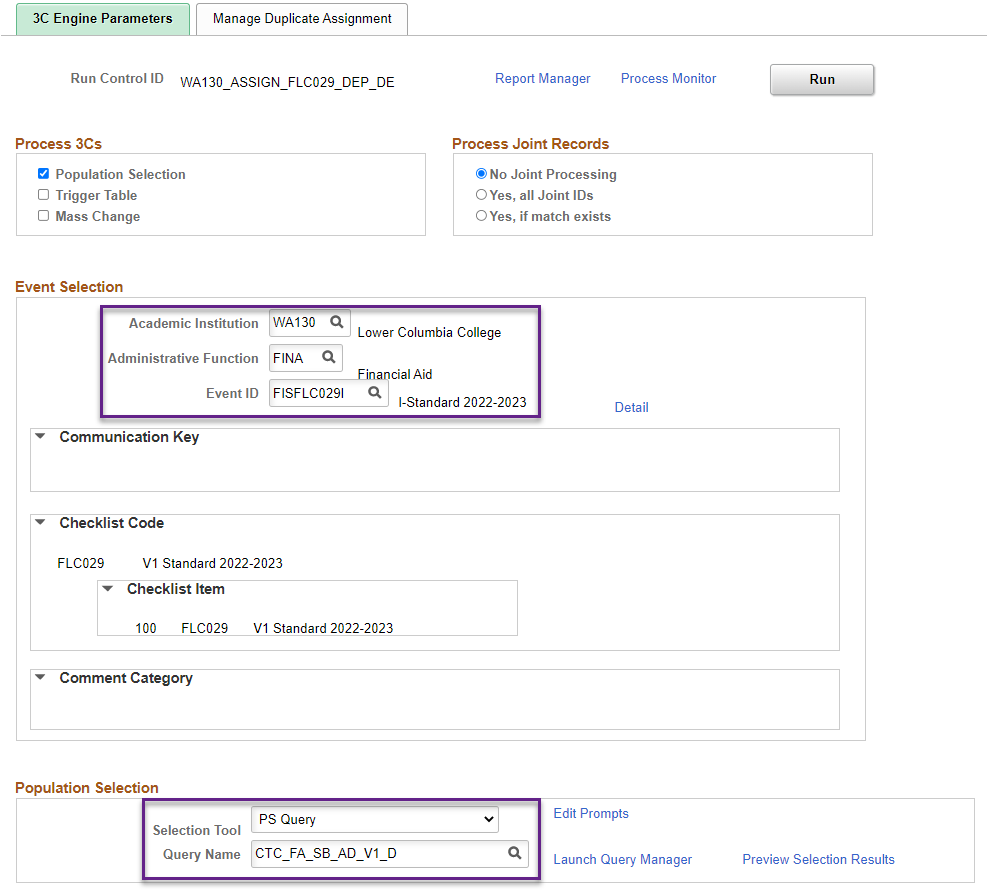 3C Engine Parameters
Manage Duplicate Assignment
Run Control ID WA130_ASSIGN_FLC029_DEP_DE Report Manager Process Monitor Run
Process 3Cs
Population Selection
Trigger Table
Mass Change
Process Joint Records
No Joint Processing
Yes, all Joint IDs
Yes, if match exists
Event Selection
Academic Institution WA130 Lower Columbia College
Administrative Function FINA Financial Aid
Event ID FISFLC029I I-Standard 2022-2023 Detail
Communication Key
Checklist Code
FLC029 V1 Standard 2022-2023
Checklist Item
100 FLC029 V1 Standard 2022-2023
Comment Category
Population Selection
Selection Tool PS Query Edit Prompts
Query Name CTC_FA_SB_AD_V1_D Launch Query Manager Preview Selection Results